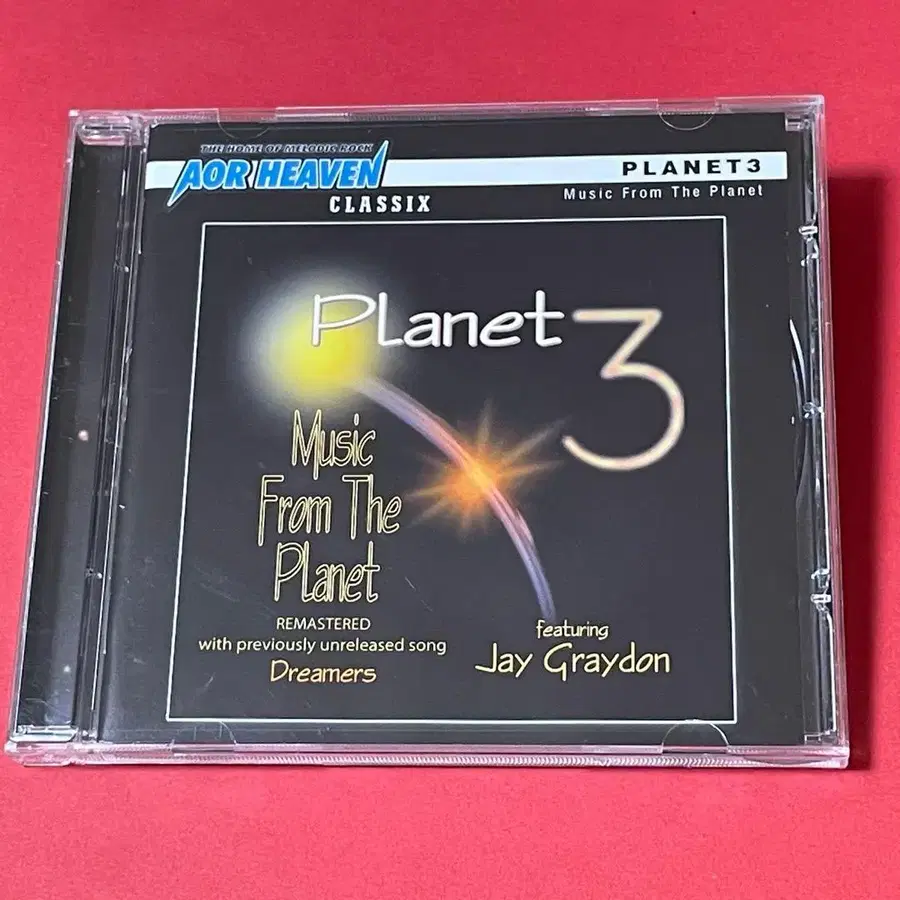 THE HOME OF MELODIC ROCK
AOR HEAVEN
CLASSIX
PLANET3
Music From The Planet
PLanet 3
Music
From The
PLanet
REMASTERED
with previously unreleased song
Dreamers
featuring
Jay Graydon